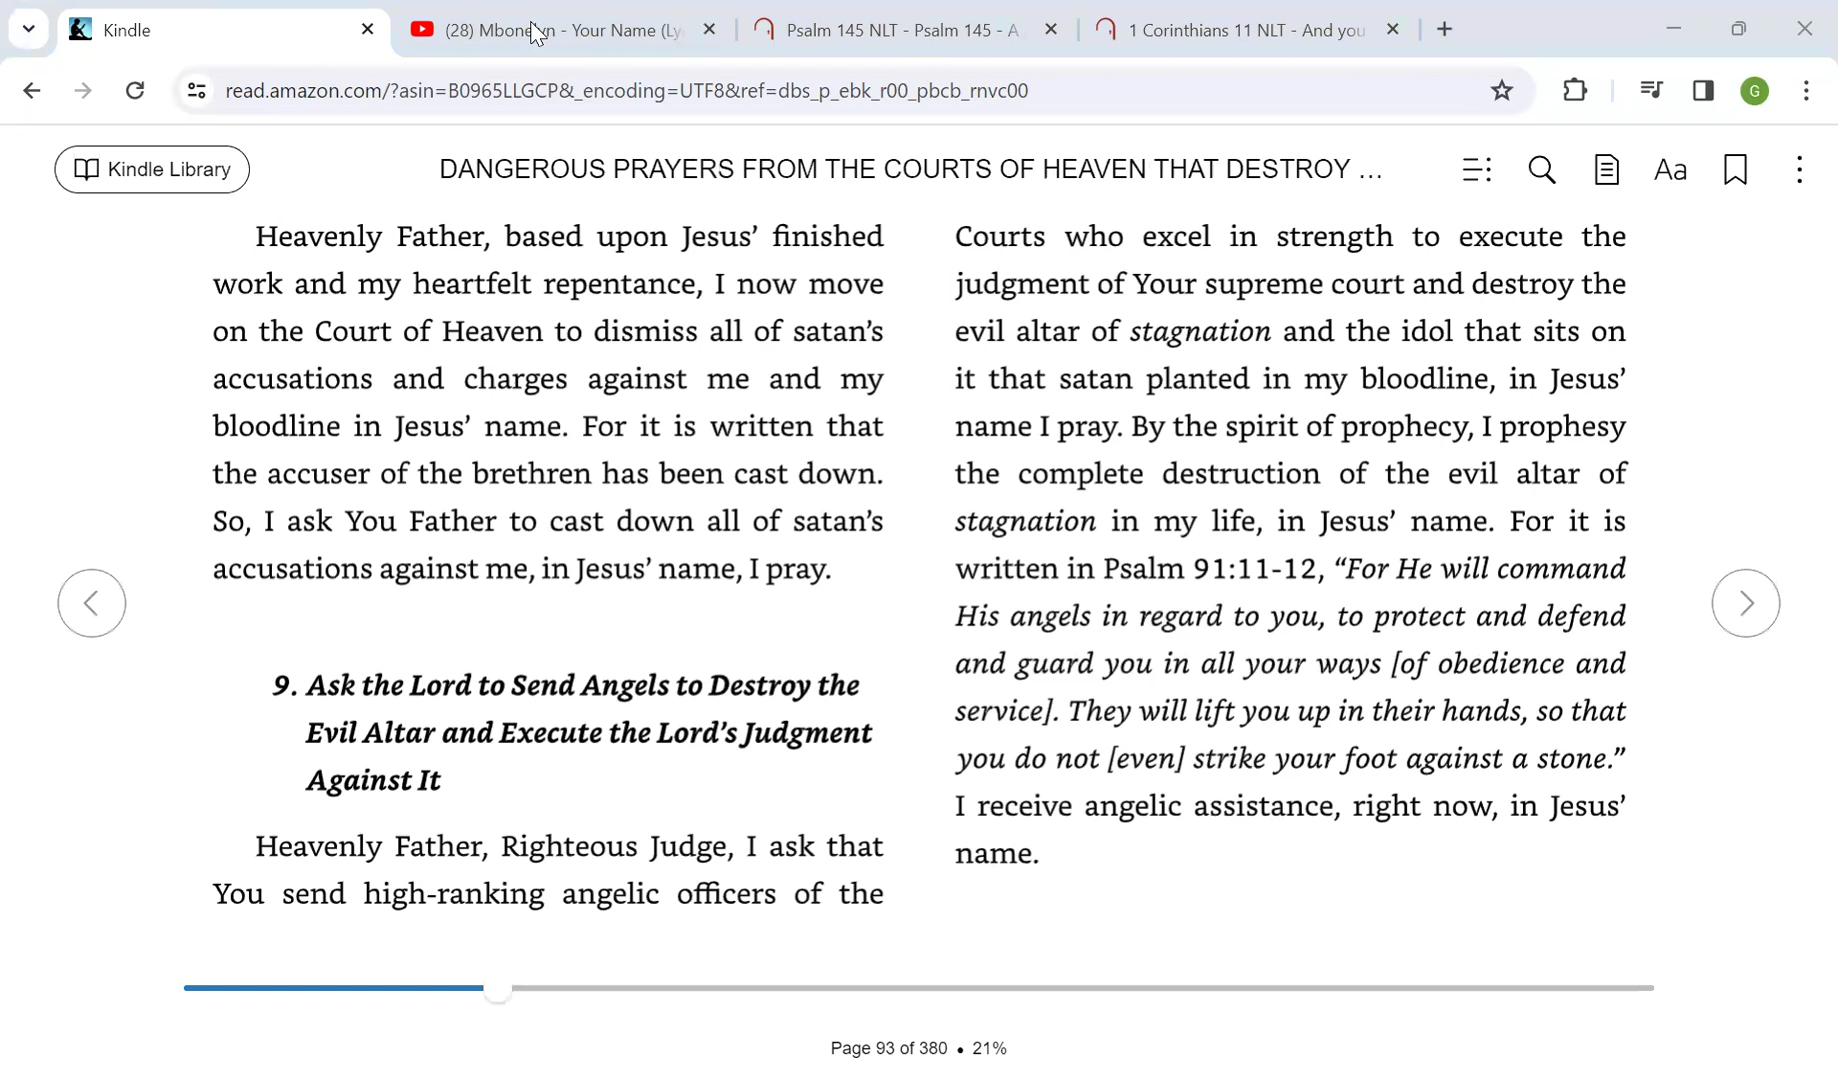 Kindle
(28) Mbone n - Your Name (Ly
Psalm 145 NLT - Psalm 145 - A
1 Corinthians 11 NLT - And you
read.amazon.com/?asin=B0965LLGCP&_encoding=UTF8&ref=dbs_p_ebk_r00_pbcb_rnvc00
G
Kindle Library
DANGEROUS PRAYERS FROM THE COURTS OF HEAVEN THAT DESTROY ...
Aa
Heavenly Father, based upon Jesus’ finished
work and my heartfelt repentance, I now move
on the Court of Heaven to dismiss all of satan’s
accusations and charges against me and my
bloodline in Jesus’ name. For it is written that
the accuser of the brethren has been cast down.
So, I ask You Father to cast down all of satan’s
accusations against me, in Jesus’ name, I pray.
9. Ask the Lord to Send Angels to Destroy the
Evil Altar and Execute the Lord’s Judgment
Against It
Heavenly Father, Righteous Judge, I ask that
You send high-ranking angelic officers of the
Courts who excel in strength to execute the
judgment of Your supreme court and destroy the
evil altar of stagnation and the idol that sits on
it that satan planted in my bloodline, in Jesus’
name I pray. By the spirit of prophecy, I prophesy
the complete destruction of the evil altar of
stagnation in my life, in Jesus’ name. For it is
written in Psalm 91:11-12, “For He will command
His angels in regard to you, to protect and defend
and guard you in all your ways [of obedience and
service]. They will lift you up in their hands, so that
you do not [even] strike your foot against a stone.”
I receive angelic assistance, right now, in Jesus’
name.
Page 93 of 380 • 21%